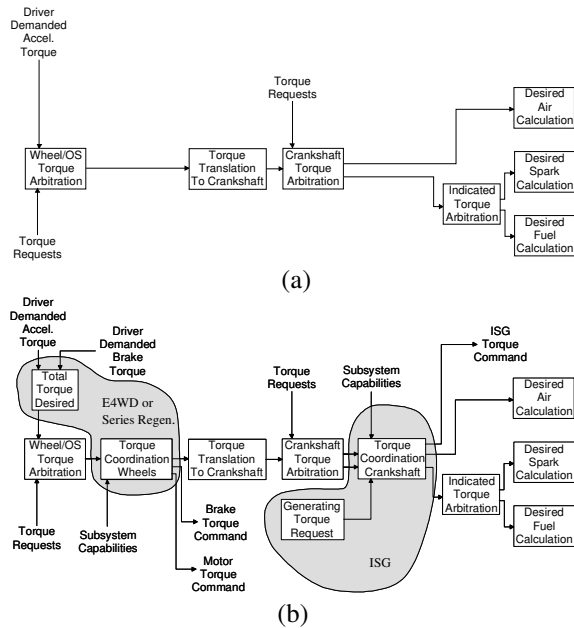 Driver
Demanded
Accel.
Torque
Torque
Requests
Desired
Air
Calculation
Wheel/OS
Torque
Arbitration
Torque
Translation
To Crankshaft
Crankshaft
Torque
Arbitration
Indicated
Torque
Arbitration
Desired
Spark
Calculation
Desired
Fuel
Calculation
Torque
Requests
(a)
Driver
Demanded
Accel.
Torque
Driver
Demanded
Brake
Torque
ISG
Torque
Command
Total
Torque
Desired
E4WD or
Series Regen.
Torque
Requests
Subsystem
Capabilities
Desired
Air
Calculation
Wheel/OS
Torque
Arbitration
Torque
Coordination
Wheels
Torque
Translation
To Crankshaft
Crankshaft
Torque
Arbitration
Torque
Coordination
Crankshaft
Indicated
Torque
Arbitration
Desired
Spark
Calculation
Desired
Fuel
Calculation
Torque
Requests
Subsystem
Capabilities
Brake
Torque
Command
Generating
Torque
Request
ISG
Motor
Torque
Command
(b)